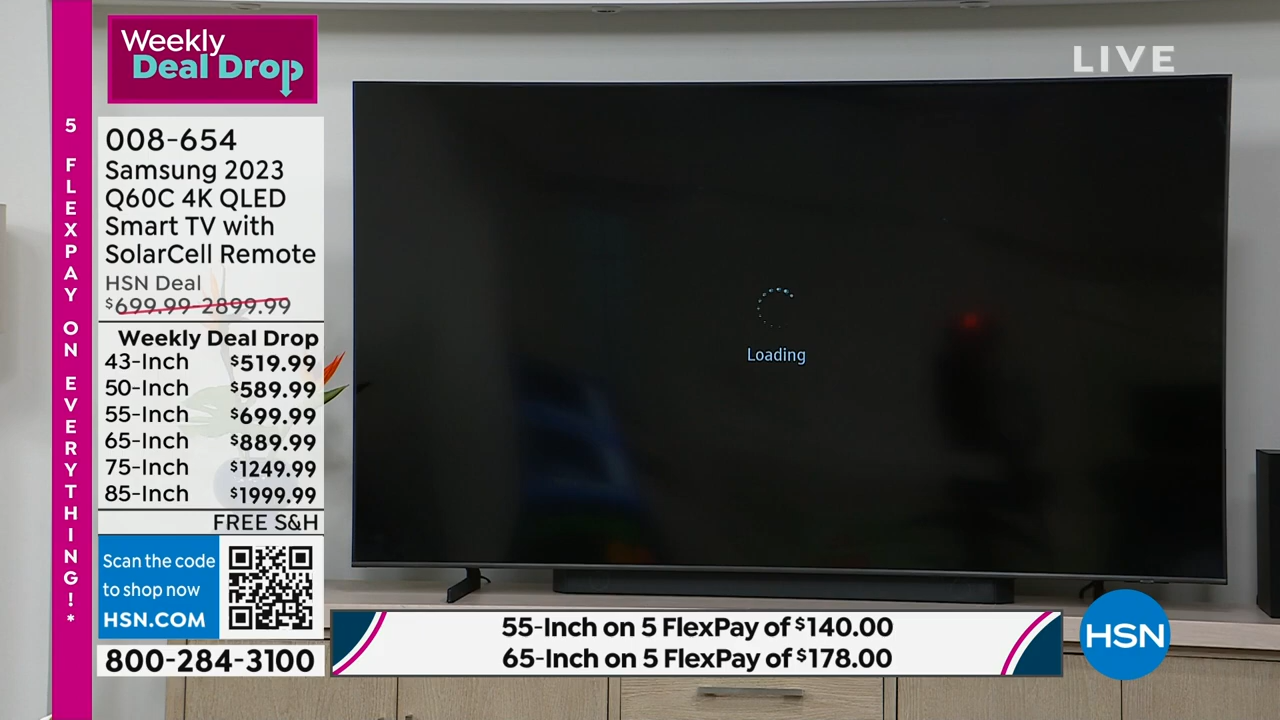 Weekly
Deal Drop
LIVE
5 FLEXPAY ON EVERYTHING!*
008-654
Samsung 2023
Q60C 4K QLED
Smart TV with
SolarCell Remote
HSN Deal
$699.99-2899.99
Weekly Deal Drop
43-Inch $519.99
50-Inch $589.99
55-Inch $699.99
65-Inch $889.99
75-Inch $1249.99
85-Inch $1999.99
FREE S&H
Scan the code
to shop now
HSN.COM
800-284-3100
Loading
55-Inch on 5 FlexPay of $140.00
65-Inch on 5 FlexPay of $178.00
HSN